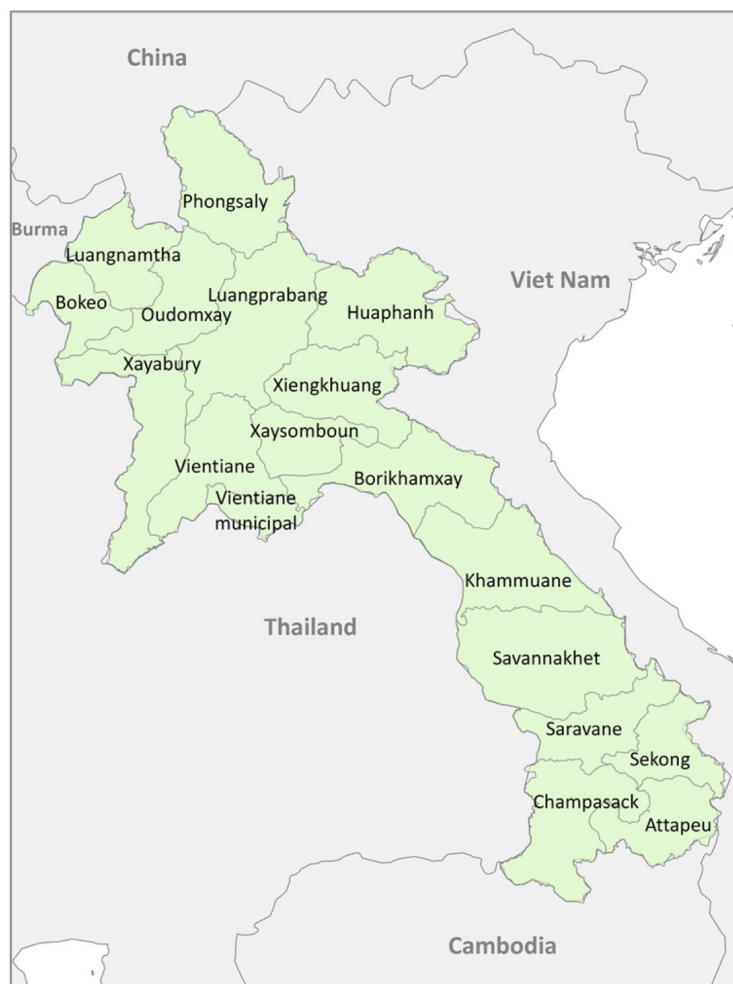 China
Phongsaly
Burma
Luangnamtha
Viet Nam
Bokeo
Luangprabang
Oudomxay
Huaphanh
Xayabury
Xiengkhuang
Xaysomboun
Vientiane
Borikhamxay
Vientiane
municipal
Khammuane
Thailand
Savannakhet
Saravane
Sekong
Champasack
Attapeu
Cambodia